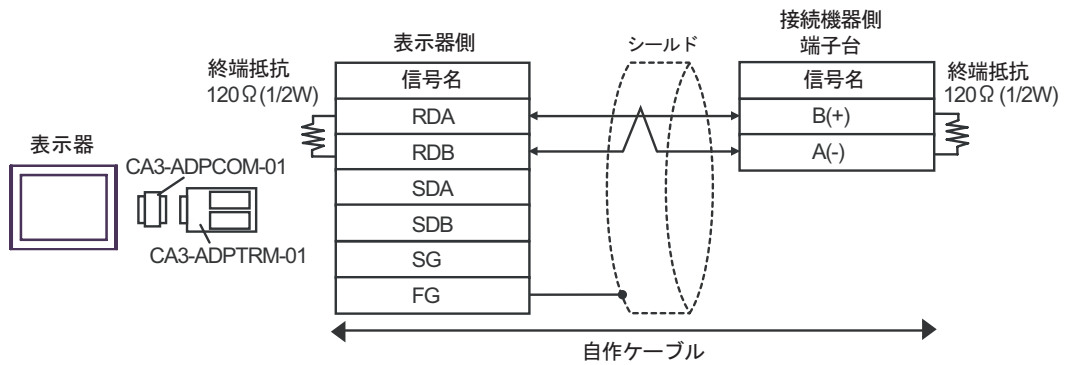 表示器
CA3-ADPCOM-01
CA3-ADPTRM-01
終端抵抗
120Ω(1/2W)
表示器側
信号名
RDA
RDB
SDA
SDB
SG
FG
シールド
接続機器側
端子台
信号名
B(+)
A(-)
終端抵抗
120Ω(1/2W)
自作ケーブル